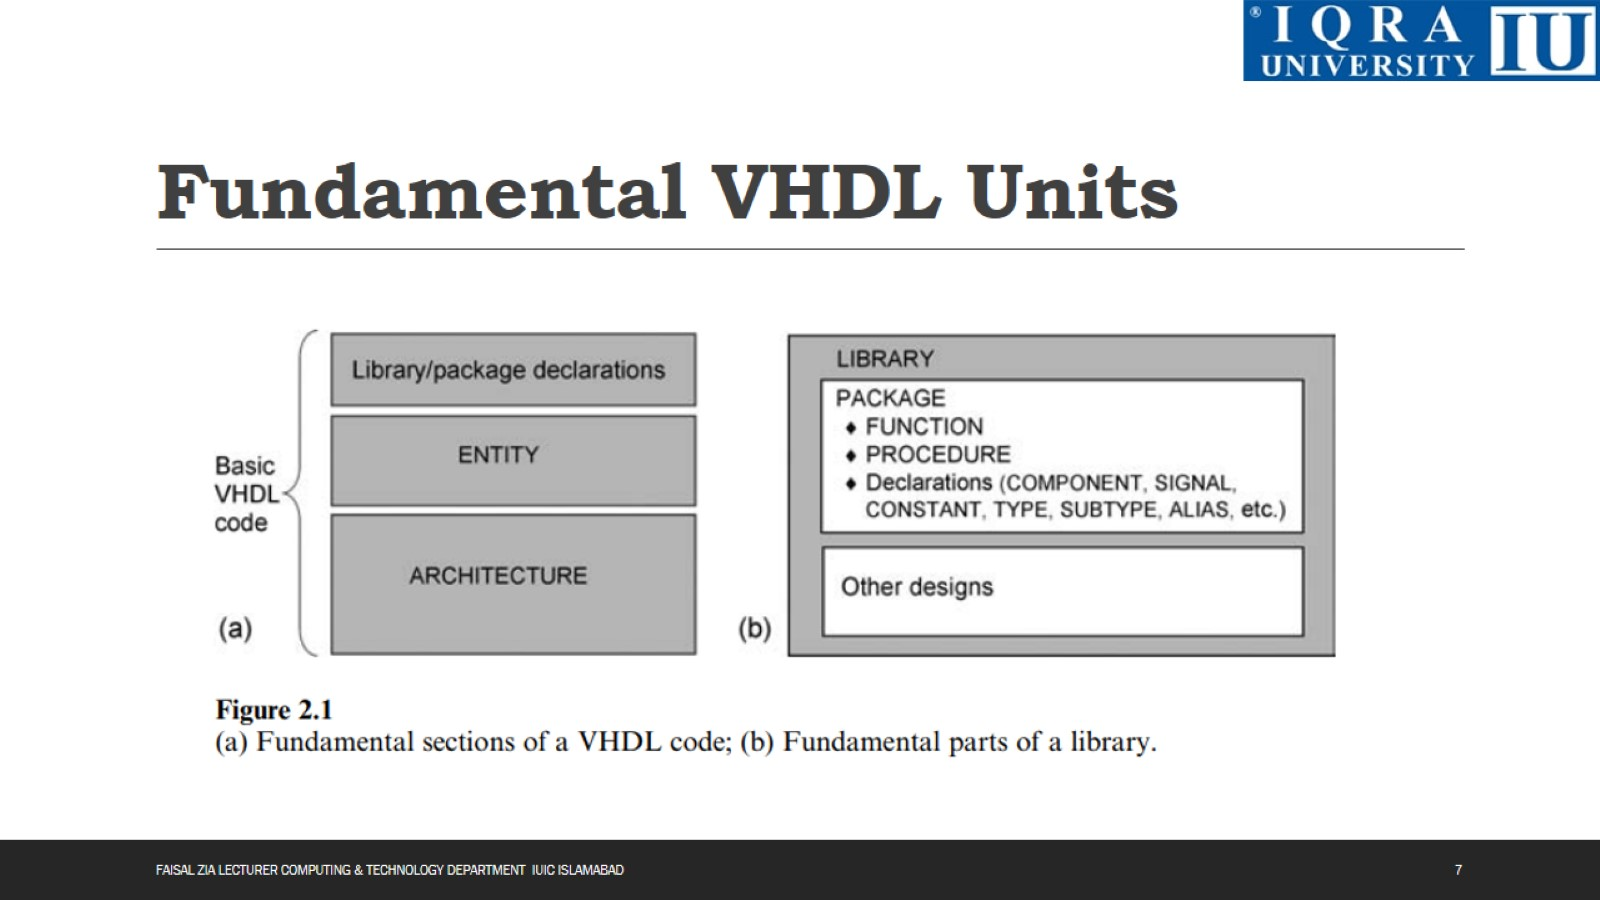 ® IQRA
UNIVERSITY IU
Fundamental VHDL Units
Basic
VHDL
code
(a)
Library/package declarations
ENTITY
ARCHITECTURE
(b)
LIBRARY
PACKAGE
♦ FUNCTION
♦ PROCEDURE
♦ Declarations (COMPONENT, SIGNAL,
CONSTANT, TYPE, SUBTYPE, ALIAS, etc.)
Other designs
Figure 2.1
(a) Fundamental sections of a VHDL code; (b) Fundamental parts of a library.
FAISAL ZIA LECTURER COMPUTING & TECHNOLOGY DEPARTMENT IUIC ISLAMABAD
7